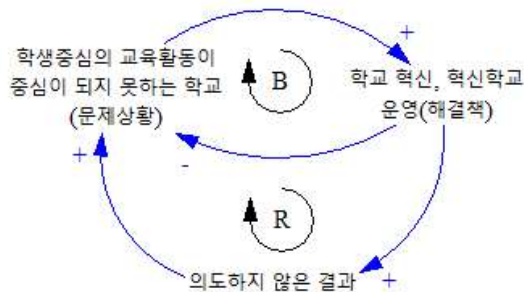 학생중심의 교육활동이
중심이 되지 못하는 학교
(문제상황)
+
B
학교 혁신, 혁신학교
운영(해결책)
+
-
R
의도하지 않은 결과
+